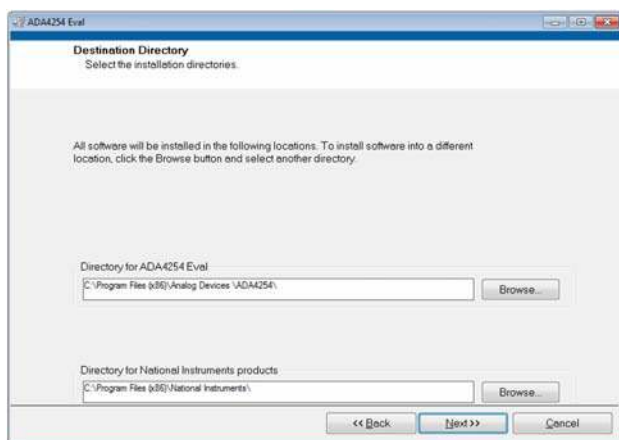 ADA4254 Eval
Destination Directory
Select the installation directories.
All software will be installed in the following locations. To install software into a different
location, click the Browse button and select another directory.
Directory for ADA4254 Eval
C:\Program Files (x86)\Analog Devices \ADA4254\
Browse...
Directory for National Instruments products
C:\Program Files (x86)\National Instruments\
Browse...
<< Back
Next >>
Cancel